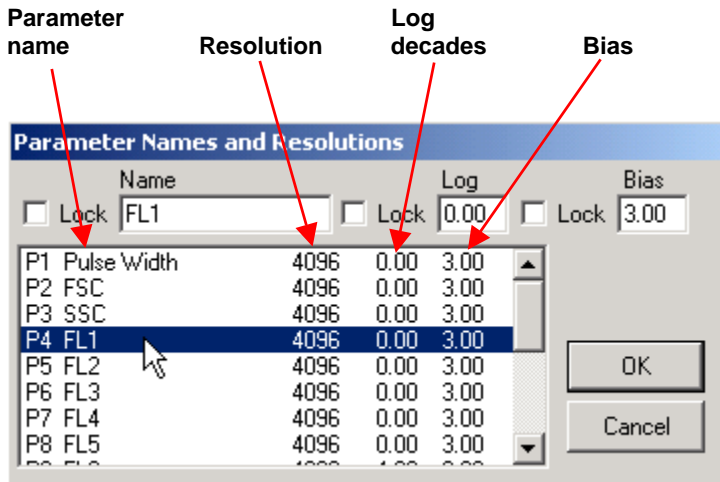 Parameter name
Resolution
Log decades
Bias
Parameter Names and Resolutions
Name Log Bias
Lock FL1 Lock 0.00 Lock 3.00
P1 Pulse Width 4096 0.00 3.00
P2 FSC 4096 0.00 3.00
P3 SSC 4096 0.00 3.00
P4 FL1 4096 0.00 3.00
P5 FL2 4096 0.00 3.00
P6 FL3 4096 0.00 3.00
P7 FL4 4096 0.00 3.00
P8 FL5 4096 0.00 3.00
OK
Cancel